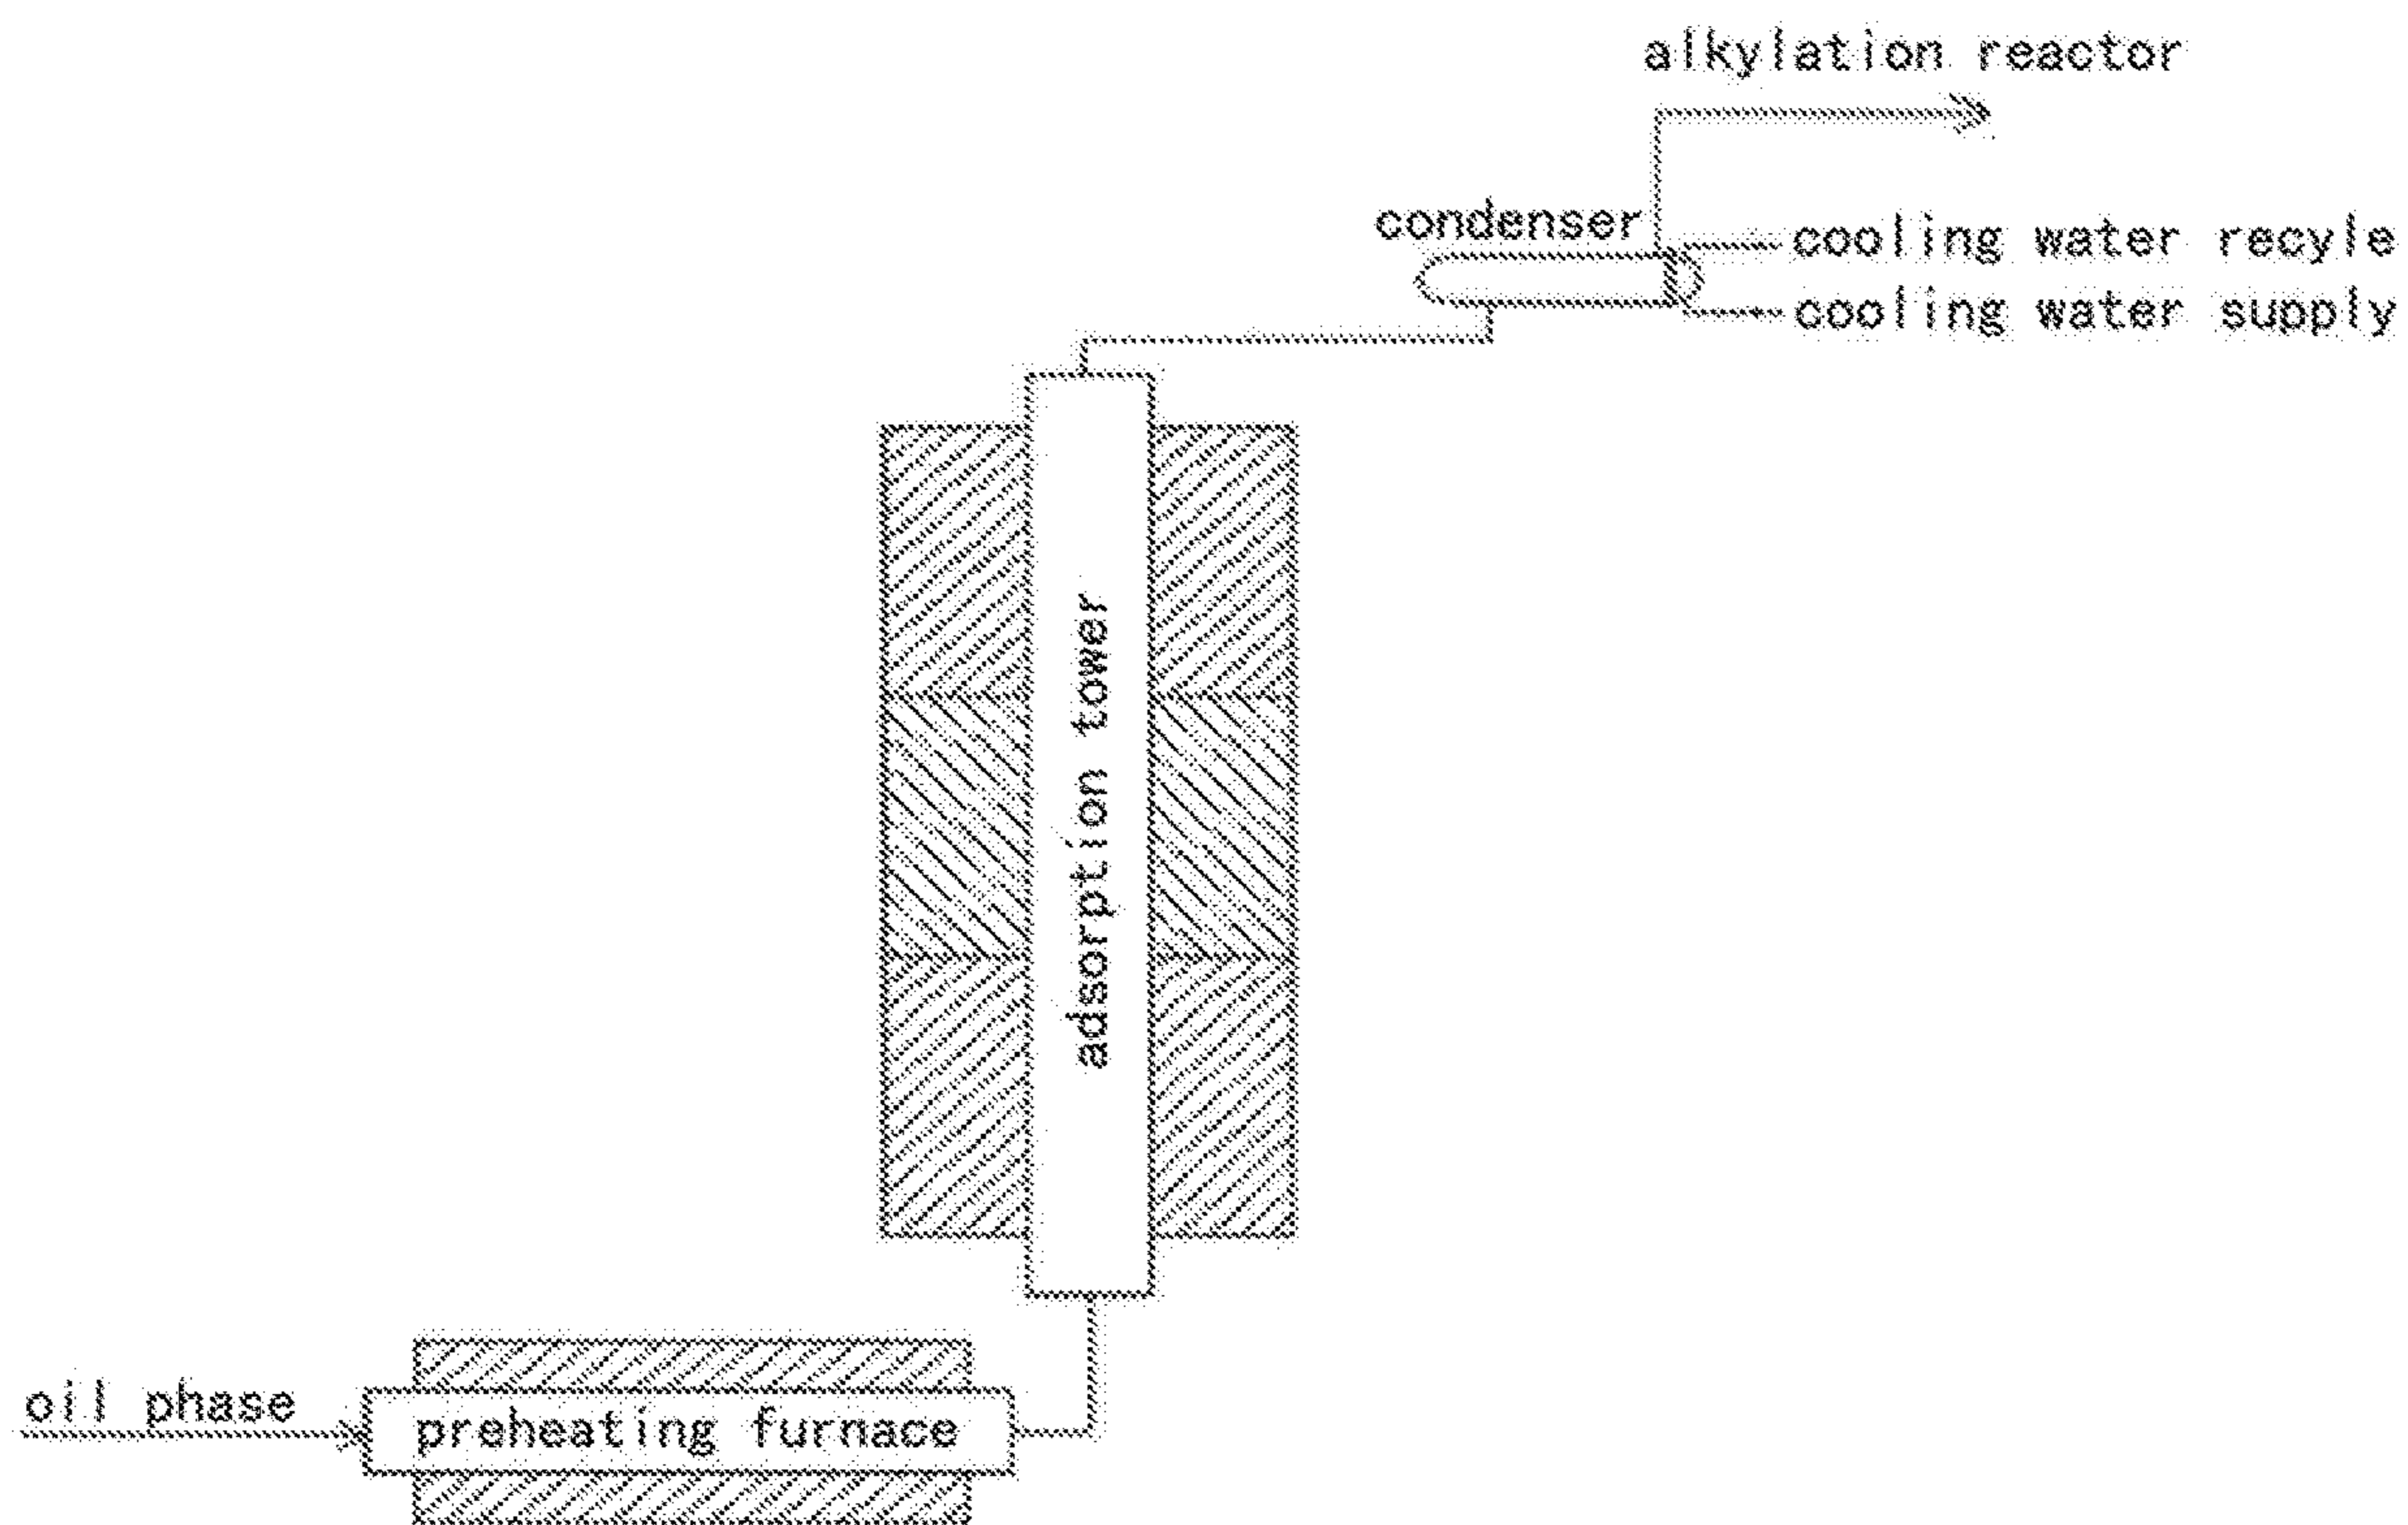 alkylation reactor
condenser
cooling water recyle
cooling water supply
adsorption tower
oil phase
preheating furnace